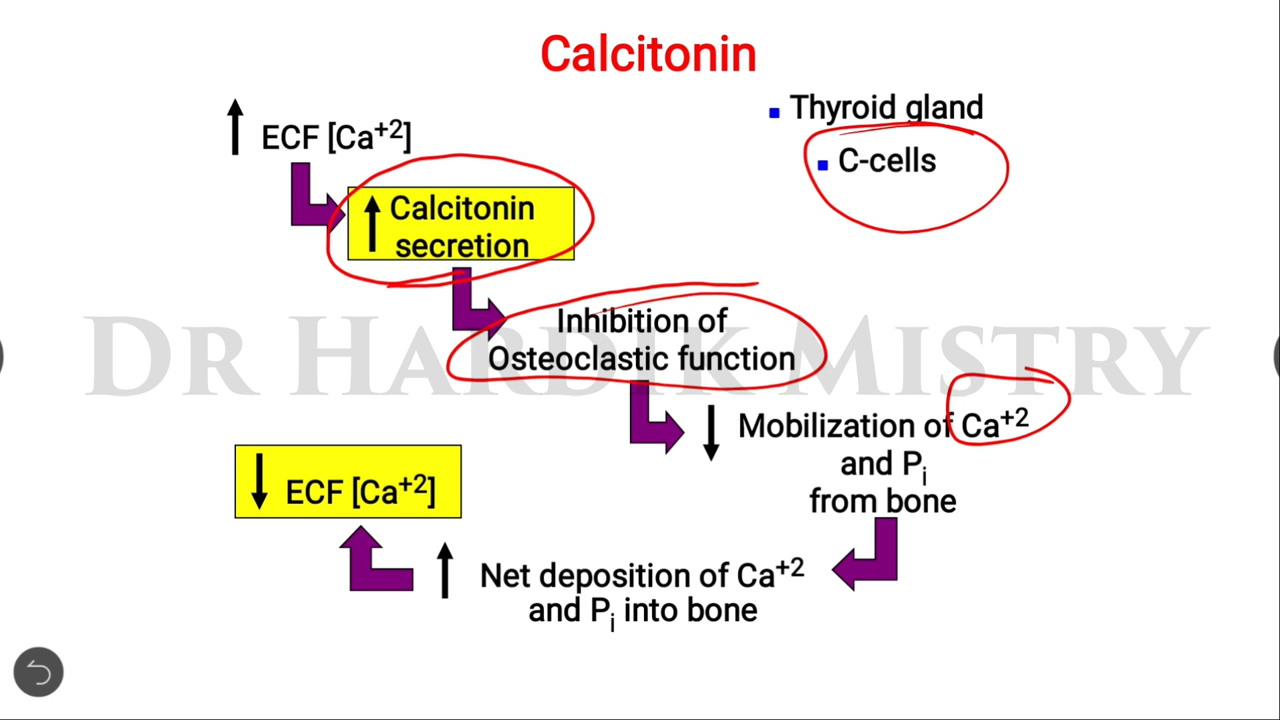 Calcitonin
↑ ECF [Ca⁺²]
▪ Thyroid gland
▪ C-cells
↑ Calcitonin
secretion
Inhibition of
Osteoclastic function
DR HARDIK MISTRY
↓ Mobilization of Ca⁺²
and Pᵢ
from bone
↑ Net deposition of Ca⁺²
and Pᵢ into bone
↓ ECF [Ca⁺²]